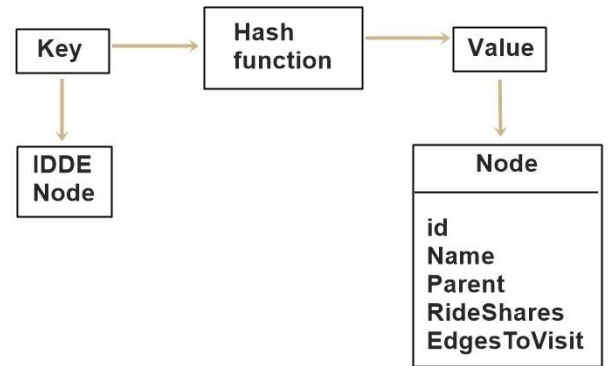 Key
Hash
function
Value
IDDE
Node
Node
id
Name
Parent
RideShares
EdgesToVisit